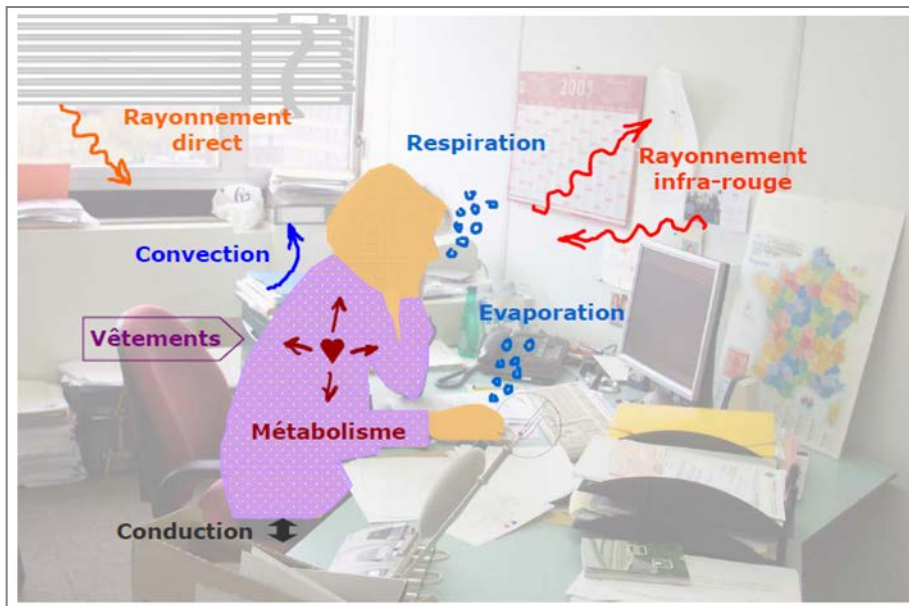 2005
Rayonnement
direct
Respiration
Rayonnement
infra-rouge
Convection
Evaporation
Vêtements
Métabolisme
Conduction